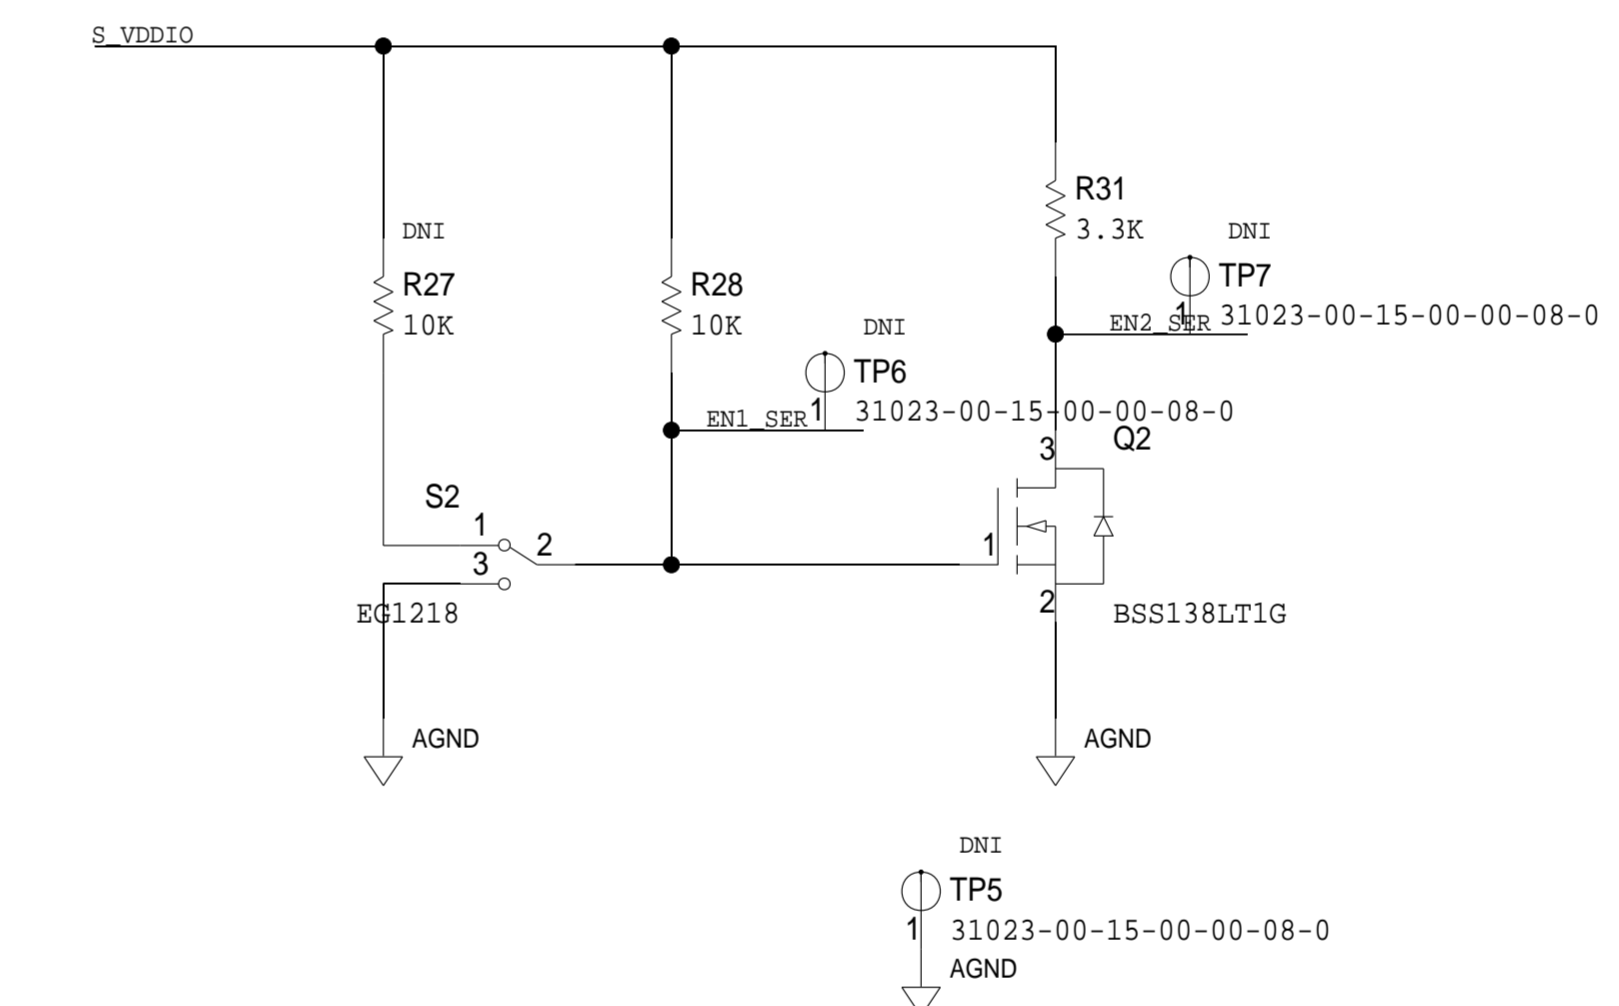 S_VDDIO
R31
3.3K
DNI
TP7
1
31023-00-15-00-00-08-0
EN2_SER
DNI
R27
10K
R28
10K
DNI
TP6
1
31023-00-15-00-00-08-0
EN1_SER
3
Q2
S2
1
2
3
EG1218
1
2
BSS138LT1G
AGND
AGND
DNI
TP5
1
31023-00-15-00-00-08-0
AGND